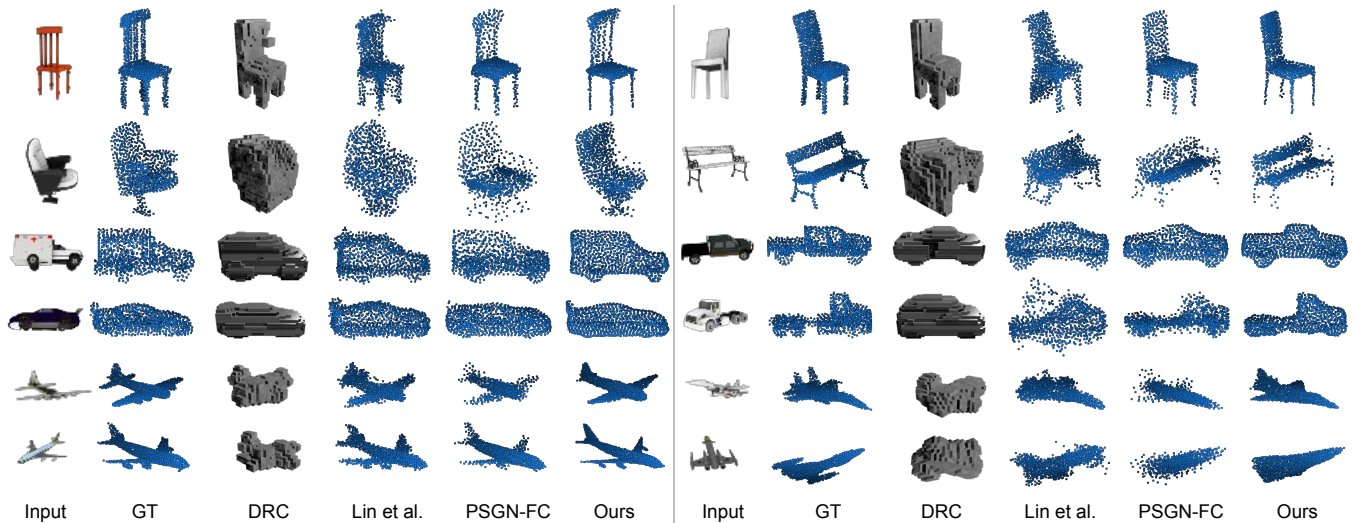 Input GT DRC Lin et al. PSGN-FC Ours Input GT DRC Lin et al. PSGN-FC Ours